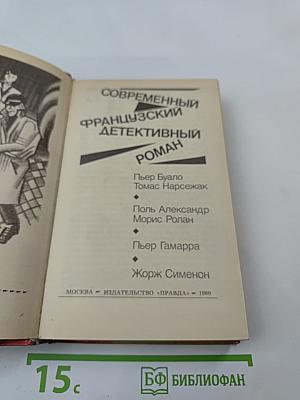 СОВРЕМЕННЫЙ
ФРАНЦУЗСКИЙ
ДЕТЕКТИВНЫЙ
РОМАН
Пьер Буало
Томас Нарсежак
Поль Александр
Морис Ролан
Пьер Гамарра
Жорж Сименон
МОСКВА — ИЗДАТЕЛЬСТВО «ПРАВДА» — 1989
15с
БФ БИБЛИОФАН